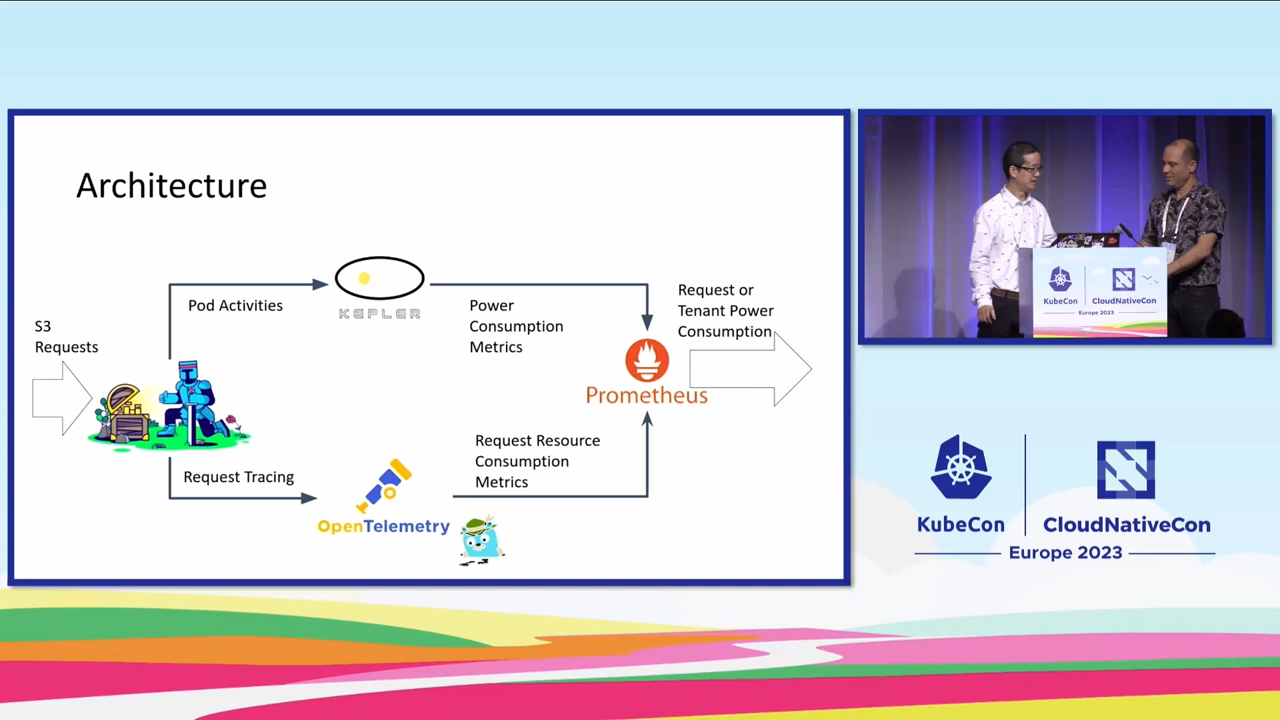 Architecture
S3
Requests
Pod Activities
KEPLER
Power
Consumption
Metrics
Request or
Tenant Power
Consumption
Prometheus
Request Tracing
OpenTelemetry
Request Resource
Consumption
Metrics
KubeCon
CloudNativeCon
Europe 2023
KubeCon
CloudNativeCon
Europe 2023